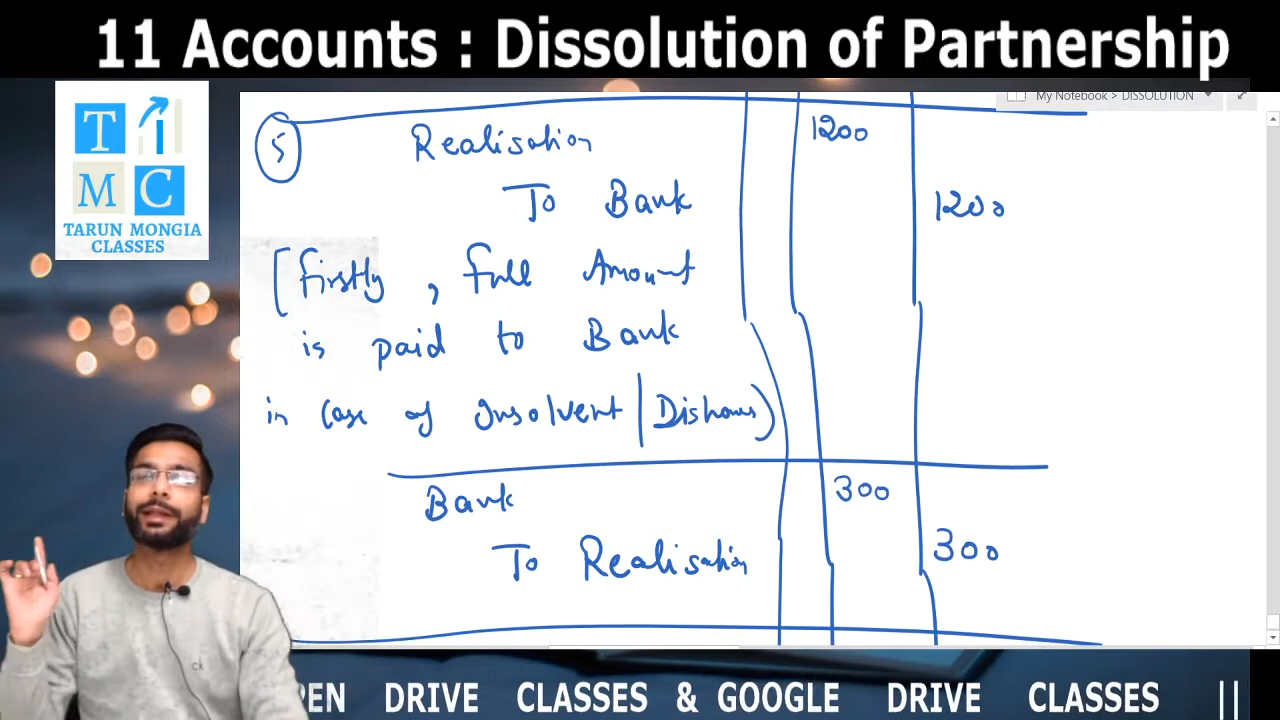 11 Accounts : Dissolution of Partnership
T
M C
TARUN MONGIA
CLASSES
My Notebook > DISSOLUTION
5 Realisation 1200
To Bank 1200
[firstly, full Amount
is paid to Bank
in case of Insolvent | Dishonour)
Bank 300
To Realisation 300
REN DRIVE CLASSES & GOOGLE DRIVE CLASSES ||